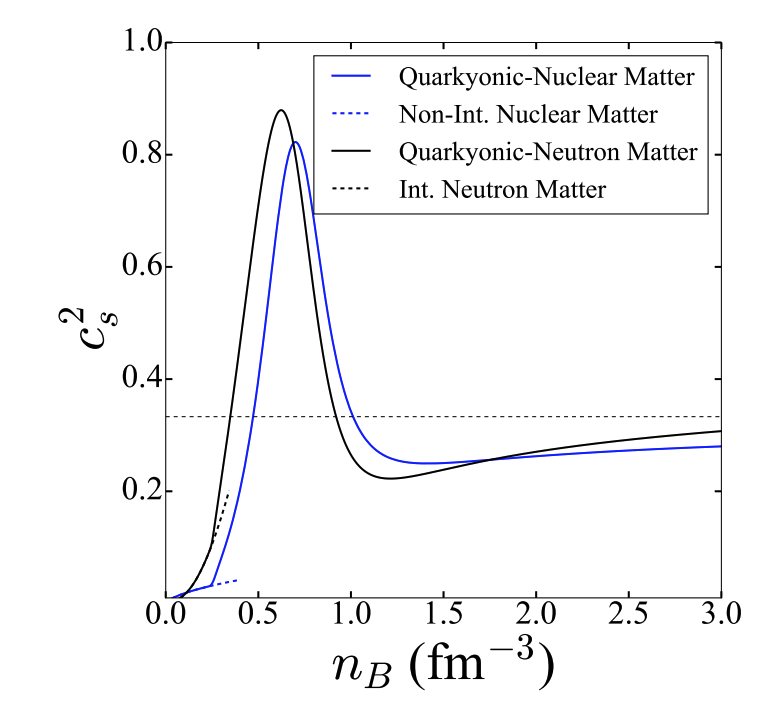 1.0
0.8
0.6
0.4
0.2
c_s^2
Quarkyonic-Nuclear Matter
Non-Int. Nuclear Matter
Quarkyonic-Neutron Matter
Int. Neutron Matter
0.0 0.5 1.0 1.5 2.0 2.5 3.0
n_B (fm^{-3})